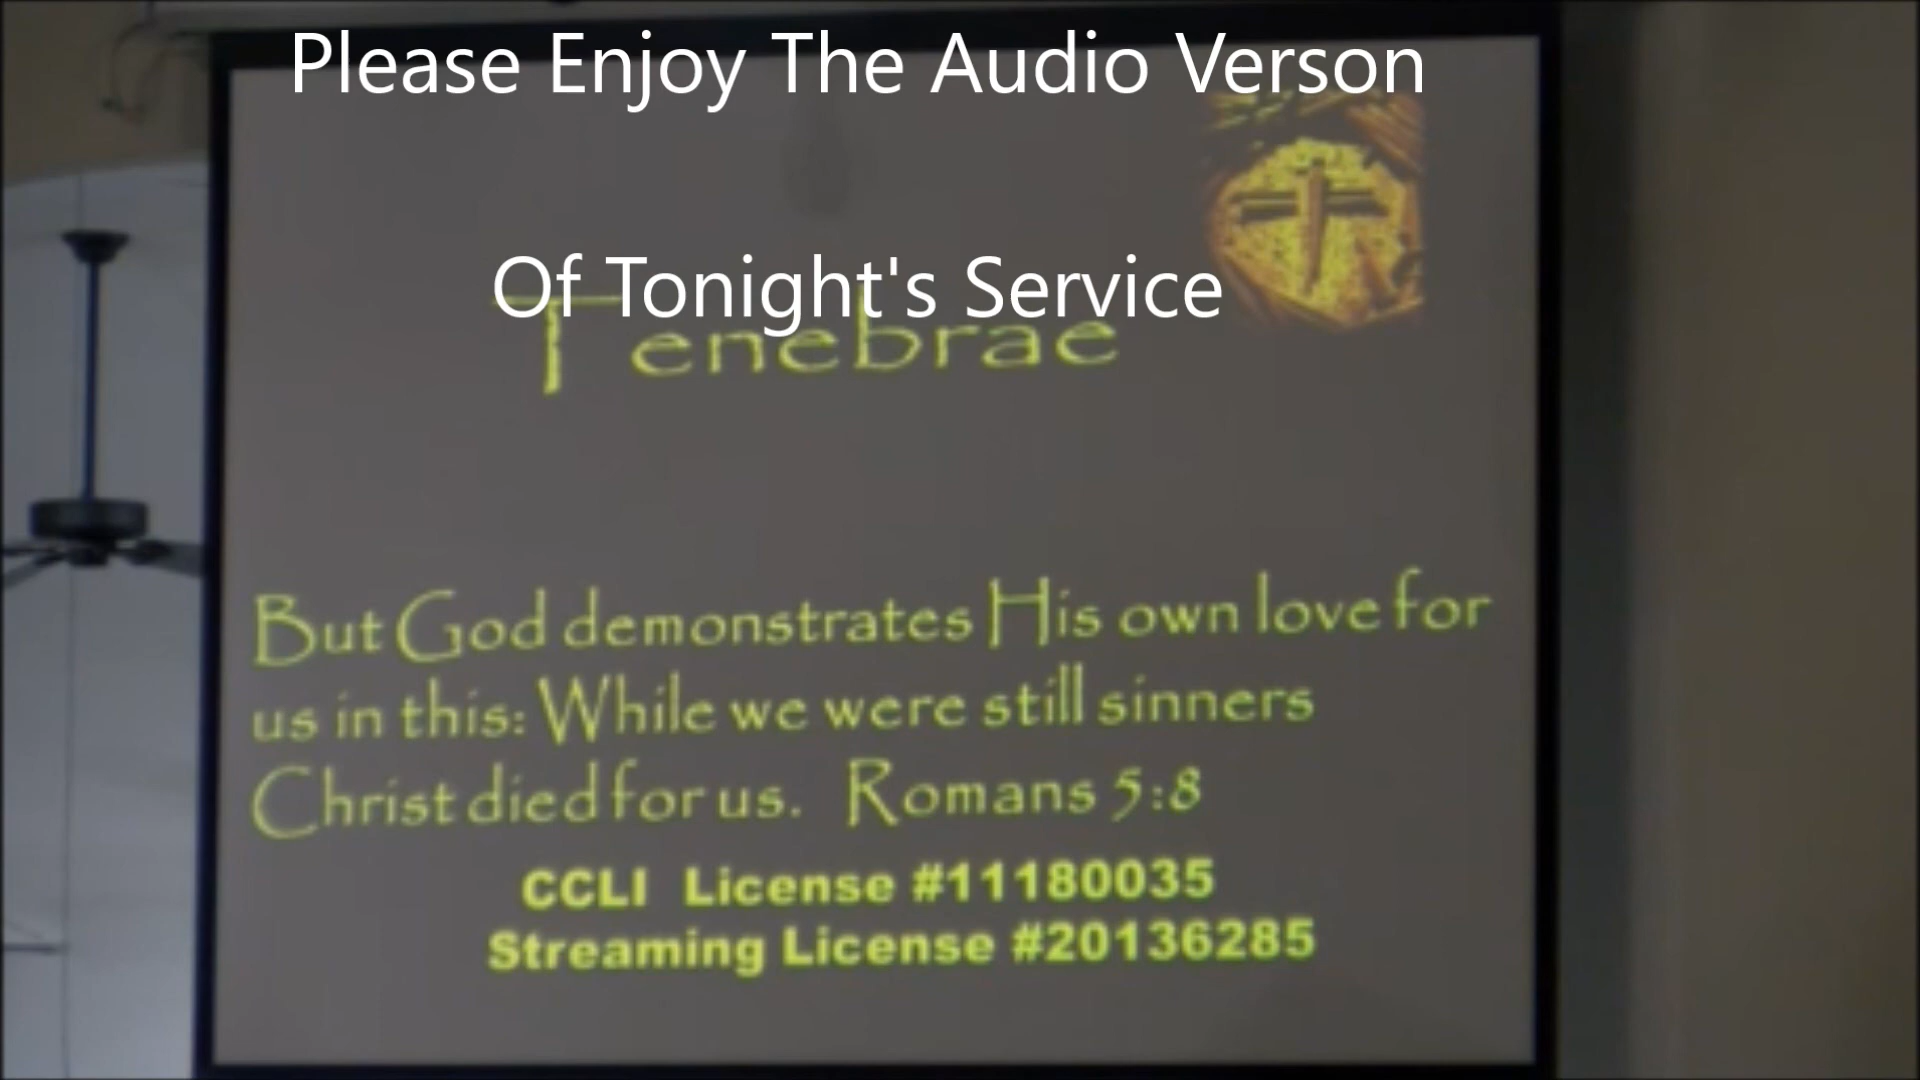 Please Enjoy The Audio Verson
Of Tonight's Service
Tenebrae
But God demonstrates His own love for
us in this: While we were still sinners
Christ died for us. Romans 5:8
CCLI License #11180035
Streaming License #20136285